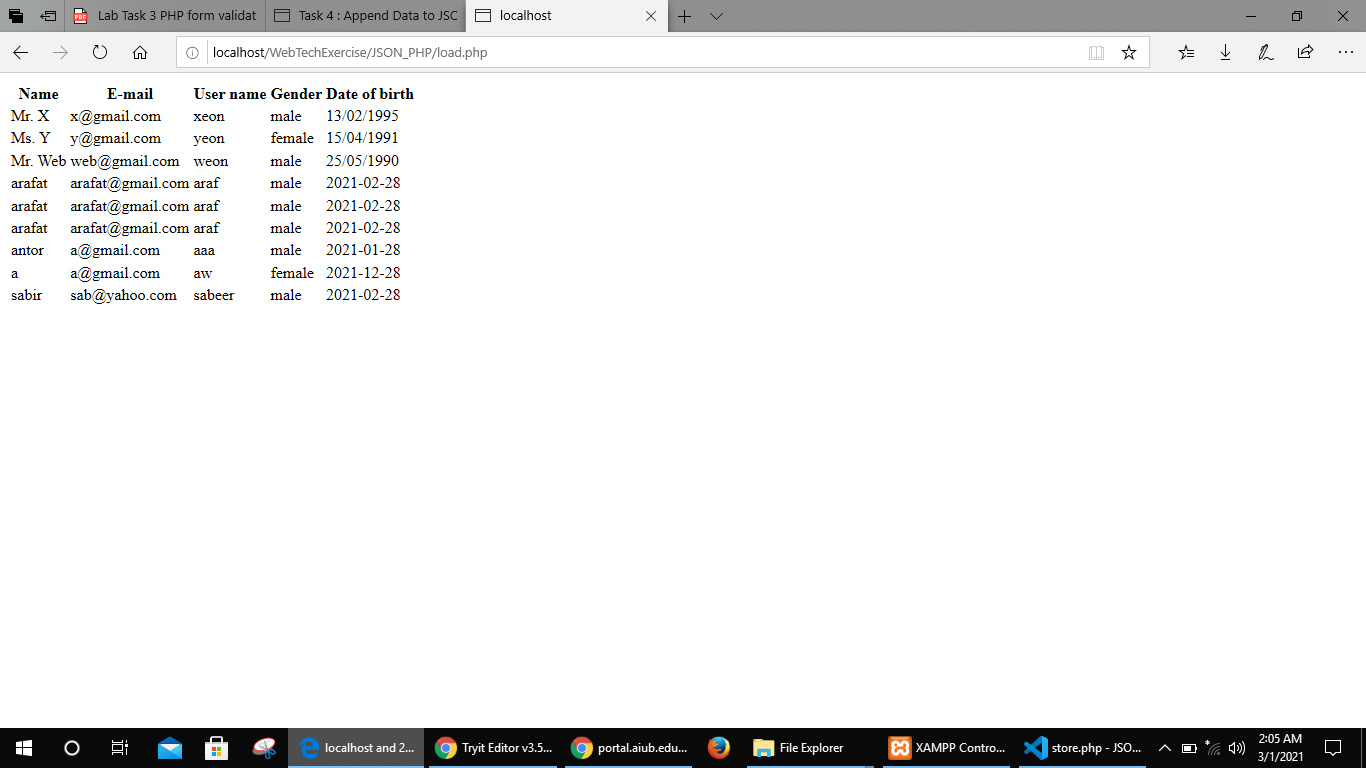 Lab Task 3 PHP form validat
Task 4 : Append Data to JSC
localhost
localhost/WebTechExercise/JSON_PHP/load.php
Name E-mail User name Gender Date of birth
Mr. X x@gmail.com xeon male 13/02/1995
Ms. Y y@gmail.com yeon female 15/04/1991
Mr. Web web@gmail.com weon male 25/05/1990
arafat arafat@gmail.com araf male 2021-02-28
arafat arafat@gmail.com araf male 2021-02-28
arafat arafat@gmail.com araf male 2021-02-28
antor a@gmail.com aaa male 2021-01-28
a a@gmail.com aw female 2021-12-28
sabir sab@yahoo.com sabeer male 2021-02-28
localhost and 2...
Tryit Editor v3.5...
portal.aiub.edu...
File Explorer
XAMPP Contro...
store.php - JSO...
2:05 AM
3/1/2021